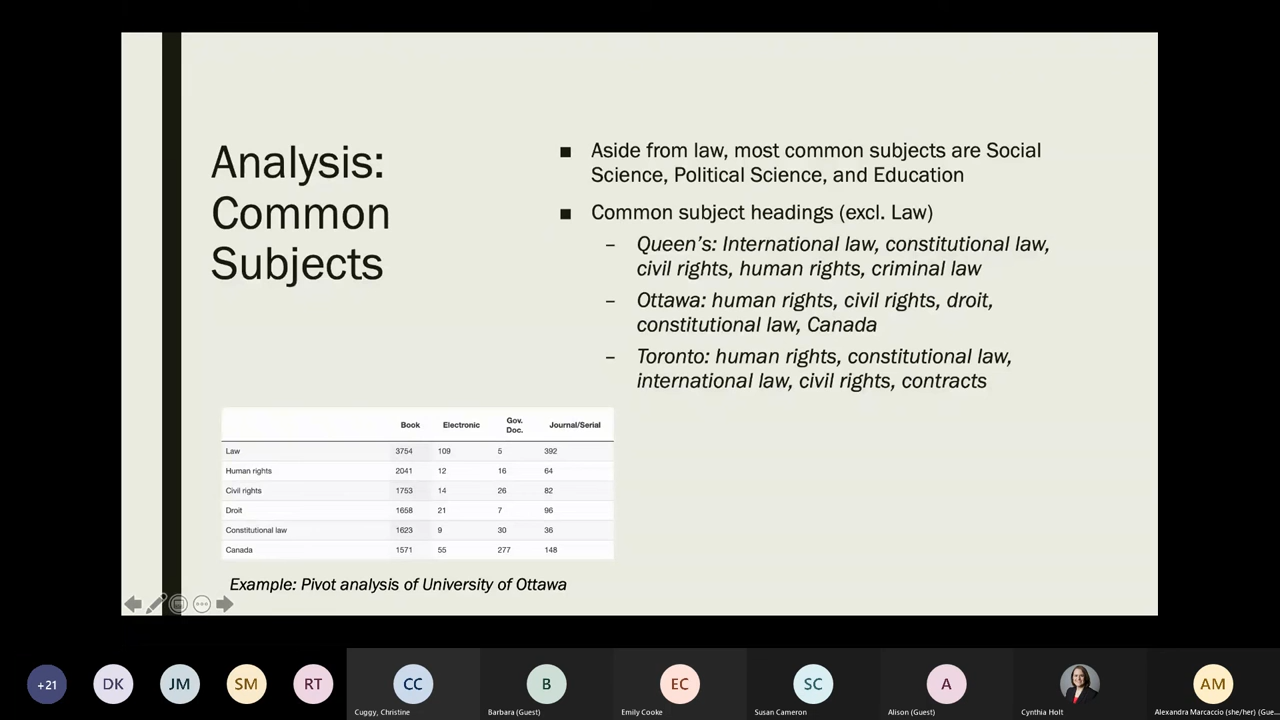 Analysis:
Common
Subjects
■ Aside from law, most common subjects are Social
Science, Political Science, and Education
■ Common subject headings (excl. Law)
– Queen's: International law, constitutional law,
civil rights, human rights, criminal law
– Ottawa: human rights, civil rights, droit,
constitutional law, Canada
– Toronto: human rights, constitutional law,
international law, civil rights, contracts
Book Electronic Gov. Doc. Journal/Serial
Law 3754 109 5 392
Human rights 2041 12 16 64
Civil rights 1753 14 26 82
Droit 1658 21 7 96
Constitutional law 1623 9 30 36
Canada 1571 55 277 148
Example: Pivot analysis of University of Ottawa
+21 DK JM SM RT CC B EC SC A AM
Cuggy, Christine Barbara (Guest) Emily Cooke Susan Cameron Alison (Guest) Cynthia Holt Alexandra Marcaccio (she/her) (Gue...